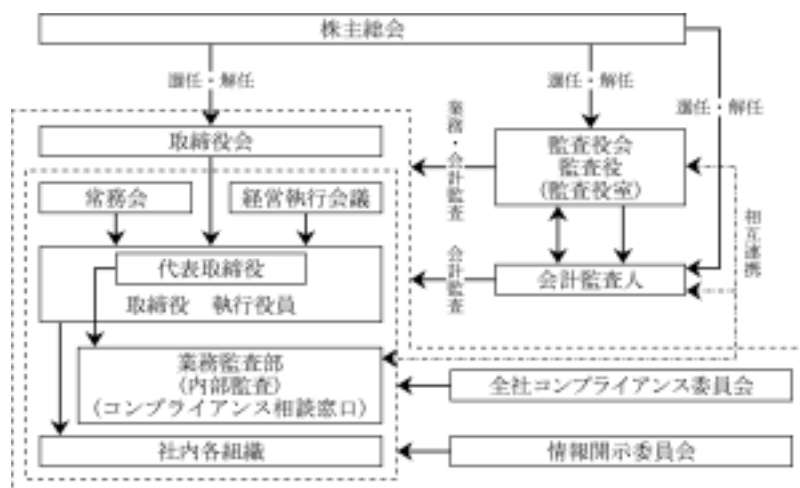 株主総会
選任・解任
選任・解任
選任・解任
取締役会
業務・会計監査
監査役会
監査役
(監査役室)
常務会
経営執行会議
相互連携
代表取締役
会計監査
会計監査人
取締役 執行役員
業務監査部
(内部監査)
(コンプライアンス相談窓口)
全社コンプライアンス委員会
社内各組織
情報開示委員会